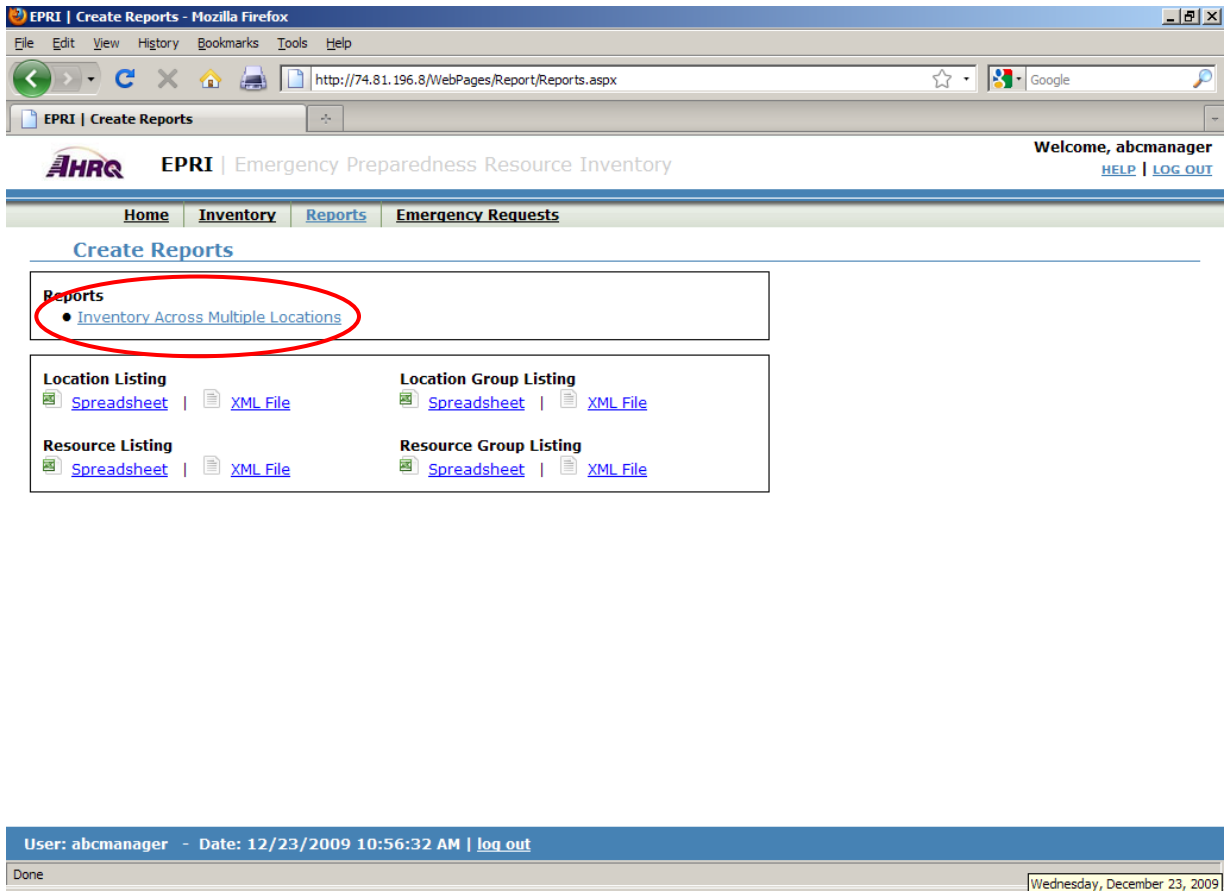 EPRI | Create Reports - Mozilla Firefox
File Edit View History Bookmarks Tools Help
http://74.81.196.8/WebPages/Report/Reports.aspx
Google
EPRI | Create Reports
AHRQ EPRI | Emergency Preparedness Resource Inventory
Welcome, abcmanager
HELP | LOG OUT
Home Inventory Reports Emergency Requests
Create Reports
Reports
• Inventory Across Multiple Locations
Location Listing
Spreadsheet | XML File
Location Group Listing
Spreadsheet | XML File
Resource Listing
Spreadsheet | XML File
Resource Group Listing
Spreadsheet | XML File
User: abcmanager - Date: 12/23/2009 10:56:32 AM | log out
Done
Wednesday, December 23, 2009